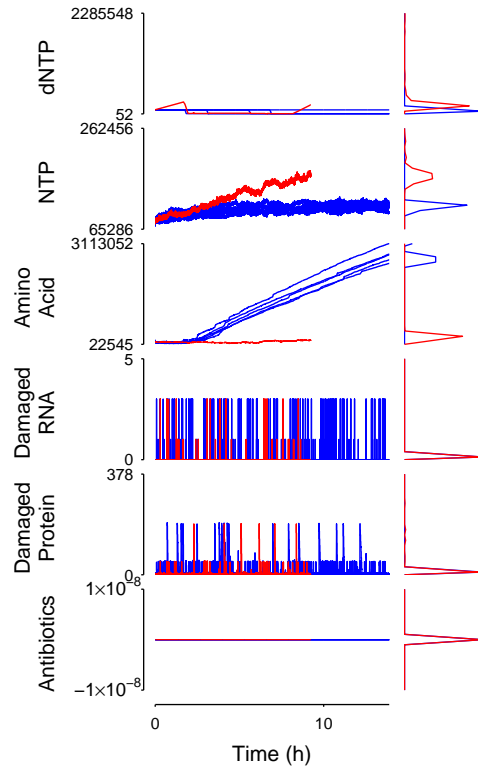 2285548
dNTP
52
262456
NTP
65286
3113052
Amino
Acid
22545
5
Damaged
RNA
0
378
Damaged
Protein
0
1×10⁻⁸
Antibiotics
−1×10⁻⁸
0 10
Time (h)